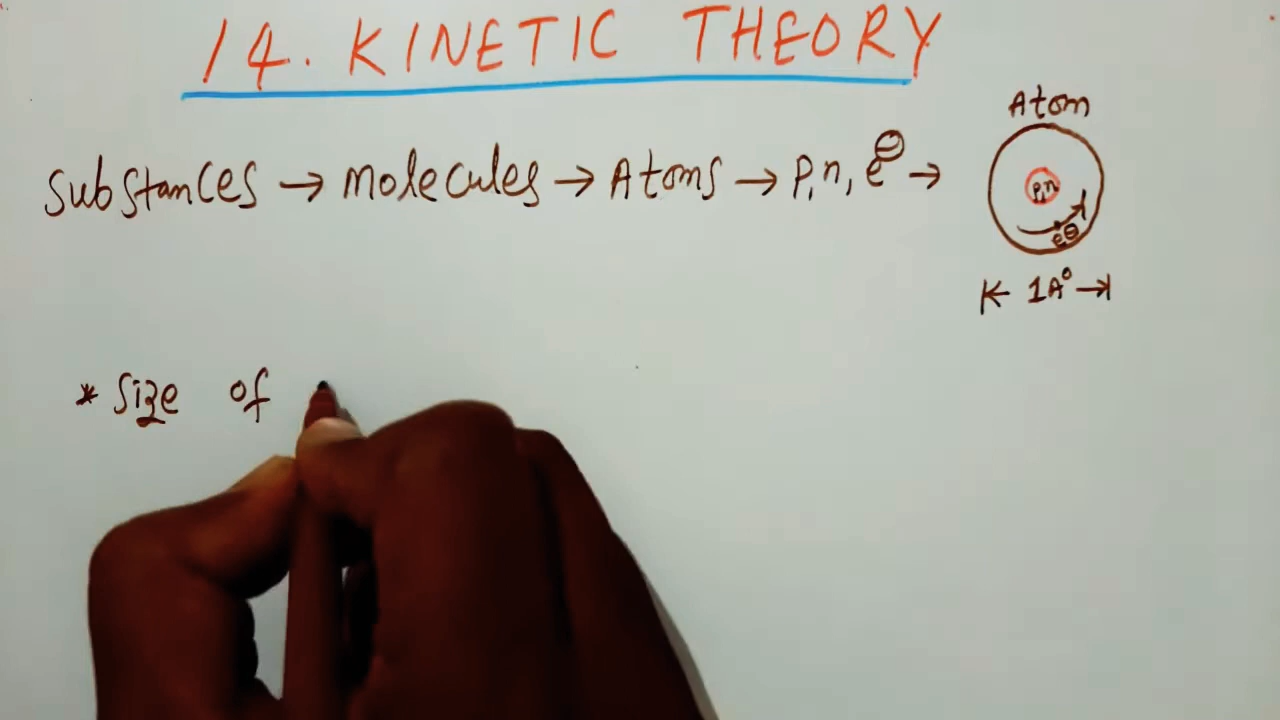 14. KINETIC THEORY
Atom
Substances → molecules → Atoms → P, n, e⊖ →
P,n
e⊖
1A°
* Size of